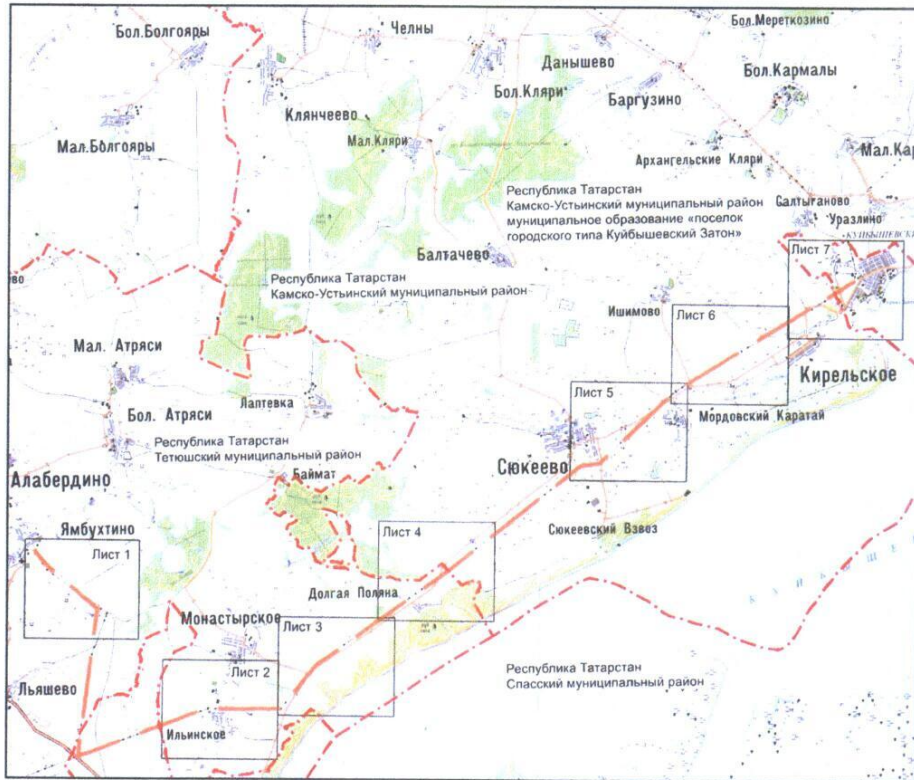 Бол.Болгояры
Челны
Бол.Мереткозино
Данышево
Бол.Кармалы
Бол.Кляри
Баргузино
Клянчеево
Мал.Болгояры
Мал.Кляри
Архангельские Кляри
Мал.Кар
Республика Татарстан
Камско-Устьинский муниципальный район
муниципальное образование «поселок
городского типа Куйбышевский Затон»
Салтыганово
Уразлино
КУЙБЫШЕВСКИ
Балтачево
Лист 7
Республика Татарстан
Камско-Устьинский муниципальный район
Ишимово
Лист 6
Мал. Атряси
Кирельское
Лаптевка
Лист 5
Бол. Атряси
Мордовский Каратай
Республика Татарстан
Тетюшский муниципальный район
Сюкеево
Баймат
Алабердино
Ямбухтино
Лист 4
Сюкеевский Взвоз
Лист 1
КУЙБЫШЕ
Долгая Поляна
Монастырское
Лист 3
Лист 2
Республика Татарстан
Спасский муниципальный район
Льяшево
Ильинское